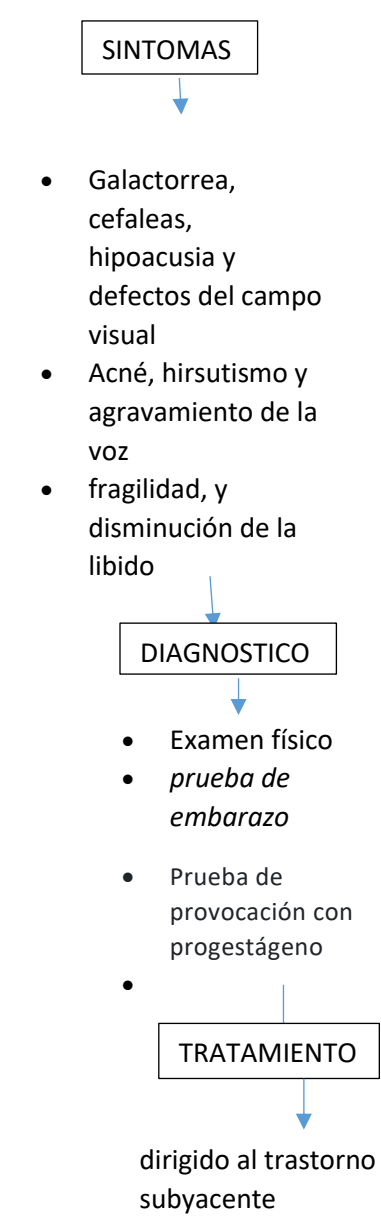 SINTOMAS
• Galactorrea,
cefaleas,
hipoacusia y
defectos del campo
visual
• Acné, hirsutismo y
agravamiento de la
voz
• fragilidad, y
disminución de la
libido
DIAGNOSTICO
• Examen físico
• prueba de
embarazo
• Prueba de
provocación con
progestágeno
•
TRATAMIENTO
dirigido al trastorno
subyacente